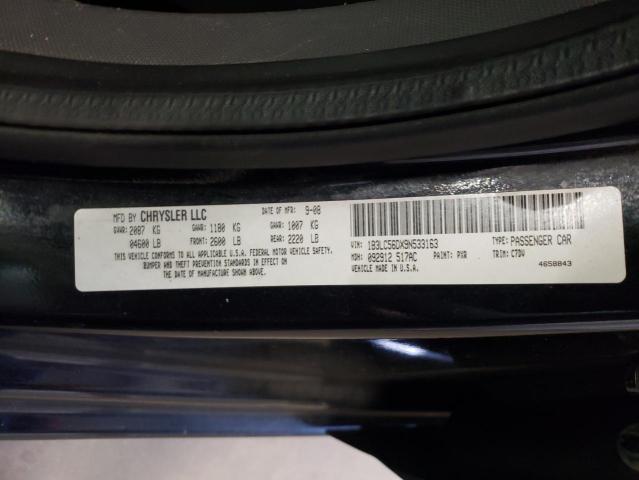 MFD BY CHRYSLER LLC DATE OF MFR: 9-08
GVWR: 2087 KG GAWR: 1180 KG GAWR: 1007 KG
04600 LB FRONT: 2600 LB REAR: 2220 LB
THIS VEHICLE CONFORMS TO ALL APPLICABLE U.S.A. FEDERAL MOTOR VEHICLE SAFETY,
BUMPER AND THEFT PREVENTION STANDARDS IN EFFECT ON
THE DATE OF MANUFACTURE SHOWN ABOVE.
VIN: 1B3LC56DX9N533163 TYPE: PASSENGER CAR
MDH: 092912 517AC PAINT: PXR TRIM: CTDV
VEHICLE MADE IN U.S.A. 4658843